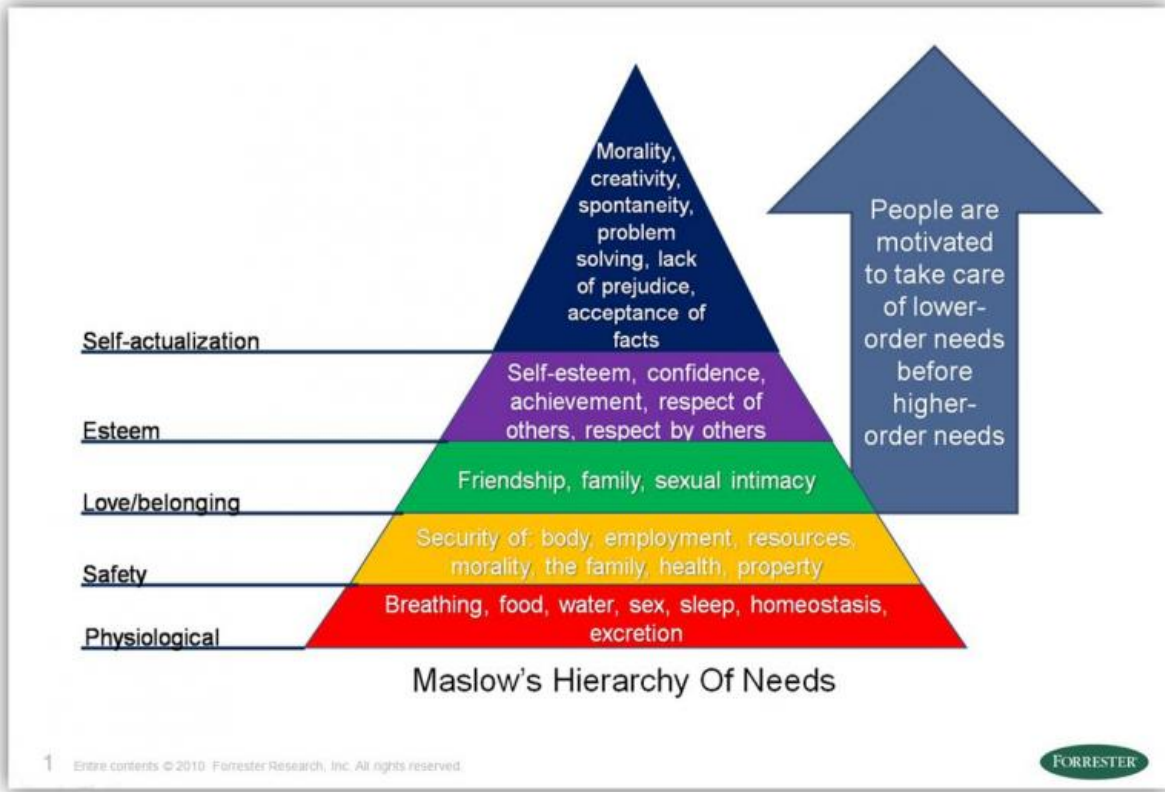 Morality,
creativity,
spontaneity,
problem
solving, lack
of prejudice,
acceptance of
facts
Self-actualization
Self-esteem, confidence,
achievement, respect of
others, respect by others
Esteem
Friendship, family, sexual intimacy
Love/belonging
Security of: body, employment, resources,
morality, the family, health, property
Safety
Breathing, food, water, sex, sleep, homeostasis,
excretion
Physiological
People are
motivated
to take care
of lower-
order needs
before
higher-
order needs
Maslow's Hierarchy Of Needs
1 Entire contents © 2010 Forrester Research, Inc. All rights reserved.
FORRESTER